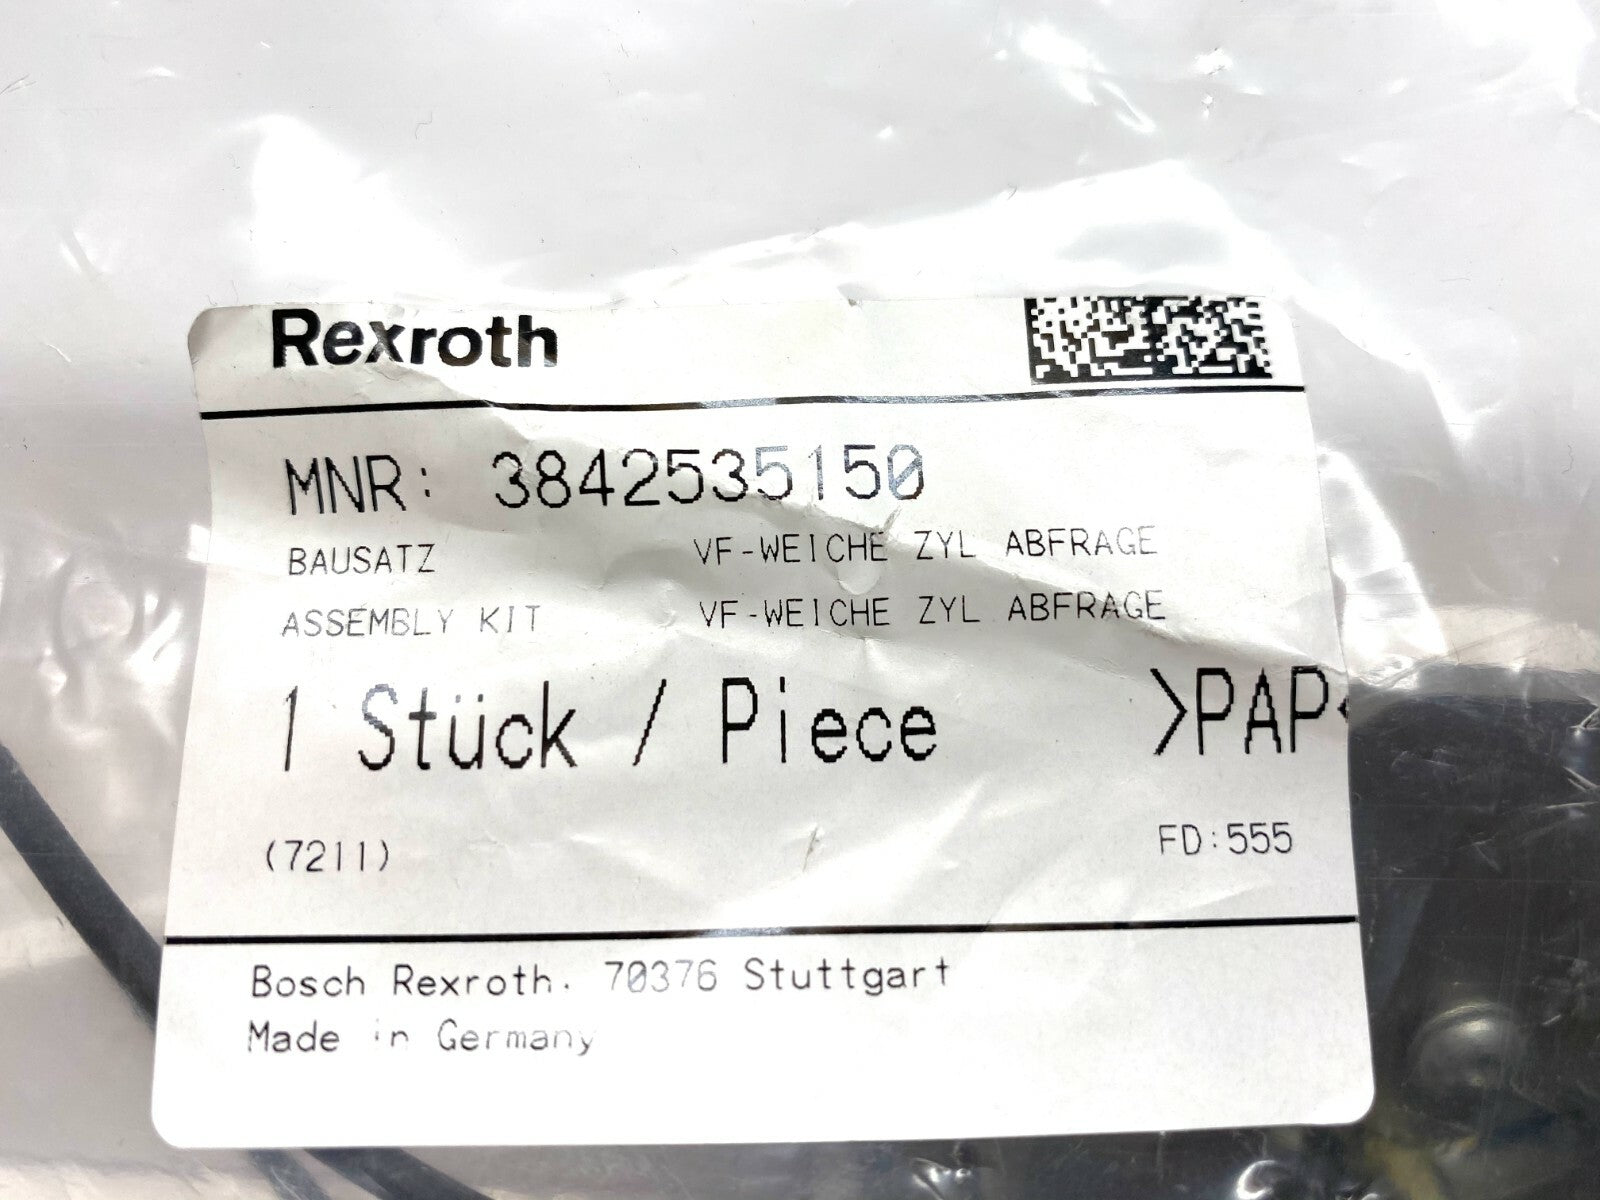 Rexroth
MNR: 3842535150
BAUSATZ VF-WEICHE ZYL ABFRAGE
ASSEMBLY KIT VF-WEICHE ZYL ABFRAGE
1 Stück / Piece >PAP<
(7211) FD:555
Bosch Rexroth. 70376 Stuttgart
Made in Germany